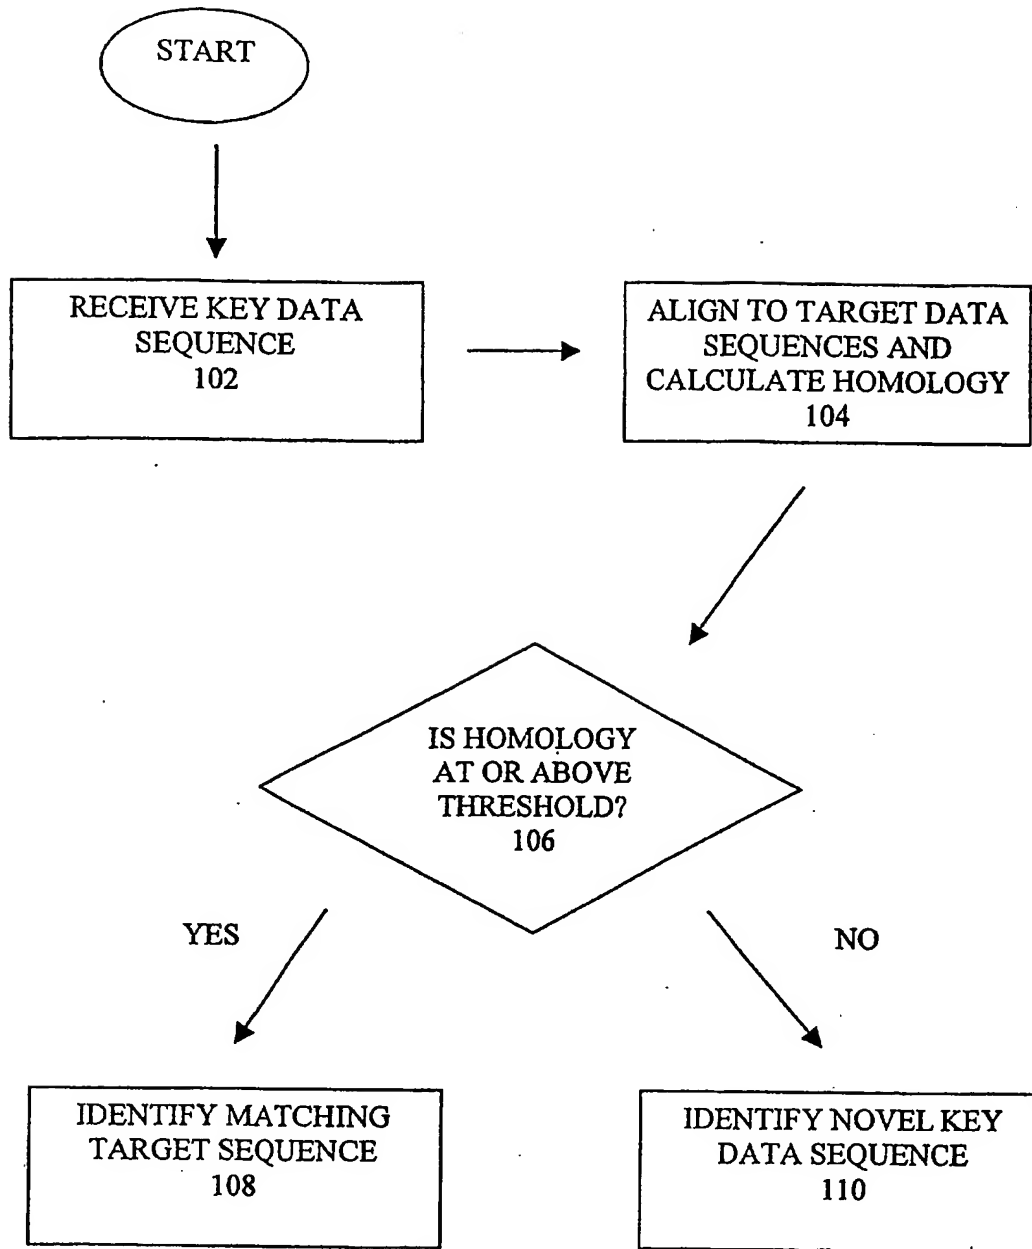 START
RECEIVE KEY DATA
SEQUENCE
102
ALIGN TO TARGET DATA
SEQUENCES AND
CALCULATE HOMOLOGY
104
IS HOMOLOGY
AT OR ABOVE
THRESHOLD?
106
YES
NO
IDENTIFY MATCHING
TARGET SEQUENCE
108
IDENTIFY NOVEL KEY
DATA SEQUENCE
110